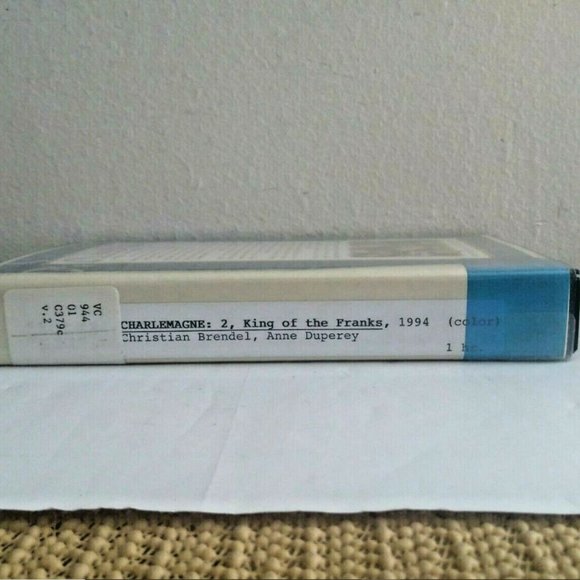 VC
944
01
C379c
v.2
CHARLEMAGNE: 2, King of the Franks, 1994 (color)
Christian Brendel, Anne Duperey
1 hr.